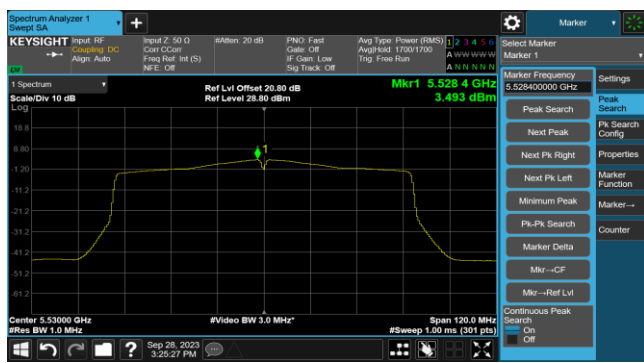 Spectrum Analyzer 1
Swept SA
Marker
KEYSIGHT
Input: RF
Coupling: DC
Align: Auto
Input Z: 50 Ω
Corr CCorr
Freq Ref: Int (S)
NFE: Off
#Atten: 20 dB
PNO: Fast
Gate: Off
IF Gain: Low
Sig Track: Off
Avg Type: Power (RMS)
Avg|Hold: 1700/1700
Trig: Free Run
1 2 3 4 5 6
A W W W W W
A N N N N N
Select Marker
Marker 1
1 Spectrum
Scale/Div 10 dB
Log
Ref Lvl Offset 20.80 dB
Ref Level 28.80 dBm
Mkr1 5.528 4 GHz
3.493 dBm
18.8
8.80
-1.20
-11.2
-21.2
-31.2
-41.2
-51.2
-61.2
1
Center 5.53000 GHz
#Res BW 1.0 MHz
#Video BW 3.0 MHz*
Span 120.0 MHz
#Sweep 1.00 ms (301 pts)
Marker Frequency
5.528400000 GHz
Peak Search
Next Peak
Next Pk Right
Next Pk Left
Minimum Peak
Pk-Pk Search
Marker Delta
Mkr→CF
Mkr→Ref Lvl
Continuous Peak
Search
On
Off
Settings
Peak
Search
Pk Search
Config
Properties
Marker
Function
Marker→
Counter
Sep 28, 2023
3:25:27 PM